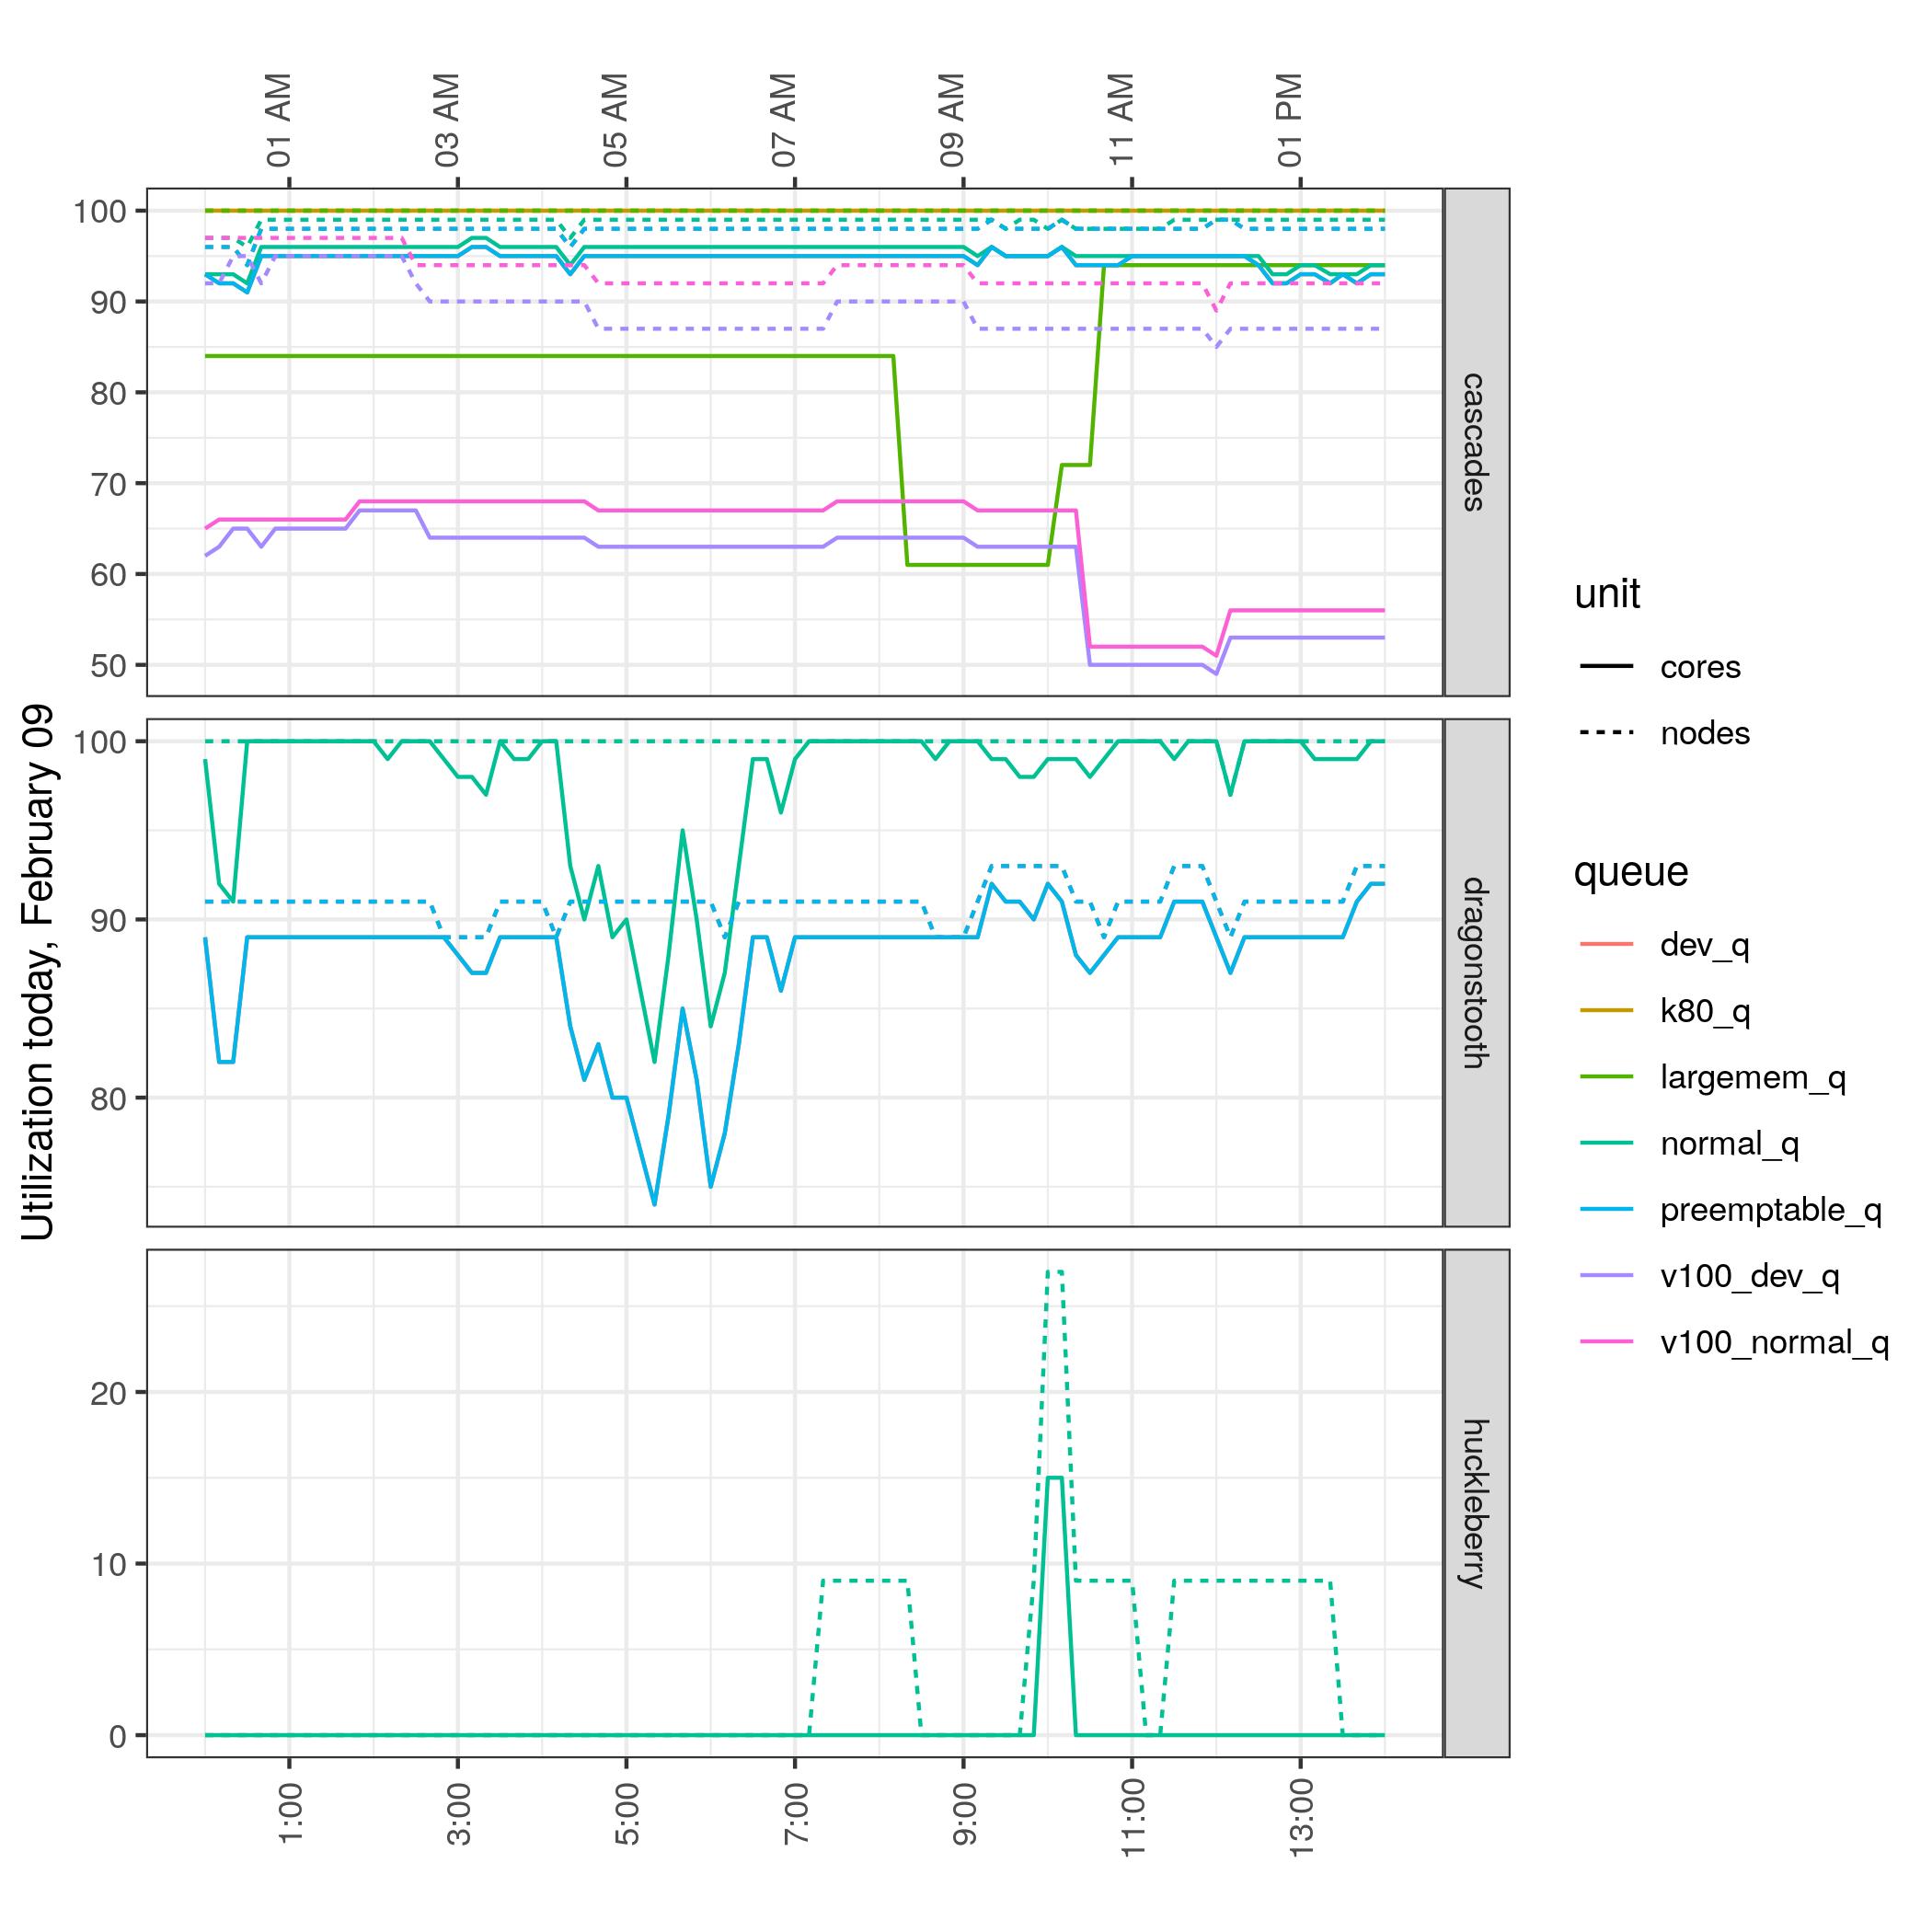 01 AM
03 AM
05 AM
07 AM
09 AM
11 AM
01 PM
Utilization today, February 09
100
90
80
70
60
50
cascades
100
90
80
dragonstooth
20
10
0
huckleberry
1:00
3:00
5:00
7:00
9:00
11:00
13:00
unit
cores
nodes
queue
dev_q
k80_q
largemem_q
normal_q
preemptable_q
v100_dev_q
v100_normal_q